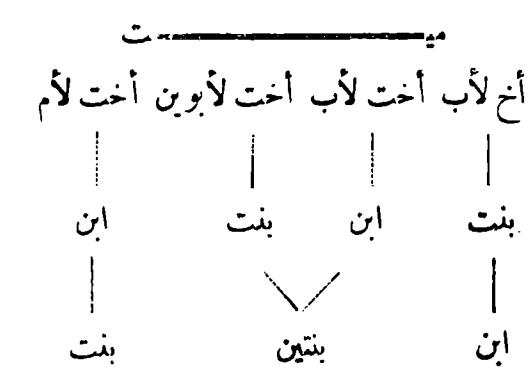 ميت
أخ لأب أخت لأب أخت لأبوين أخت لأم
بنت ابن بنت ابن
ابن بنتين بنت